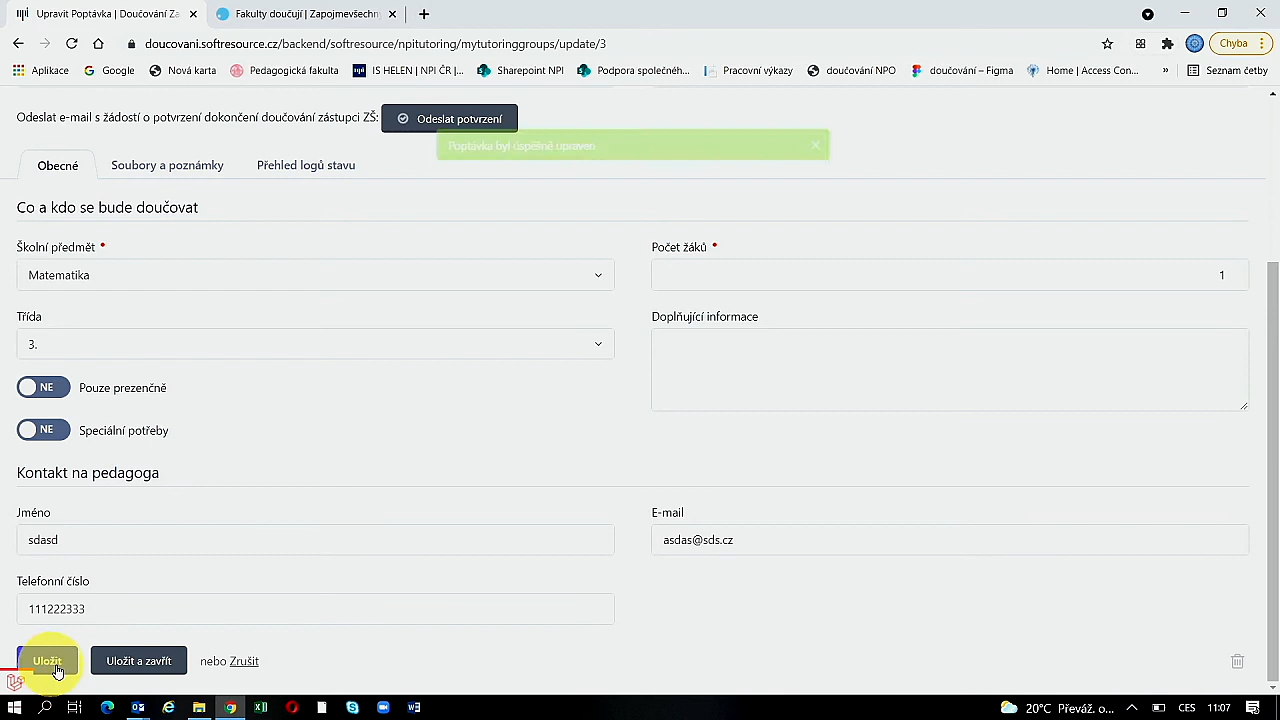 Upravit Poptávka | Doučování Za
Fakulty doučují | Zapojmevšechn
doucovani.softresource.cz/backend/softresource/npitutoring/mytutoringgroups/update/3
Chyba
Aplikace
Google
Nová karta
Pedagogická fakulta
IS HELEN | NPI ČR |...
Sharepoint NPI
Podpora společného...
Pracovní výkazy
doučování NPO
doučování – Figma
Home | Access Con...
»
Seznam četby
Odeslat e-mail s žádostí o potvrzení dokončení doučování zástupci ZŠ:
Odeslat potvrzení
Poptávka byl úspěšně upraven
Obecné
Soubory a poznámky
Přehled logů stavu
Co a kdo se bude doučovat
Školní předmět *
Počet žáků *
Matematika
1
Třída
Doplňující informace
3.
NE Pouze prezenčně
NE Speciální potřeby
Kontakt na pedagoga
Jméno
E-mail
sdasd
asdas@sds.cz
Telefonní číslo
111222333
Uložit
Uložit a zavřít
nebo Zrušit
20°C Převáž. o...
CES
11:07